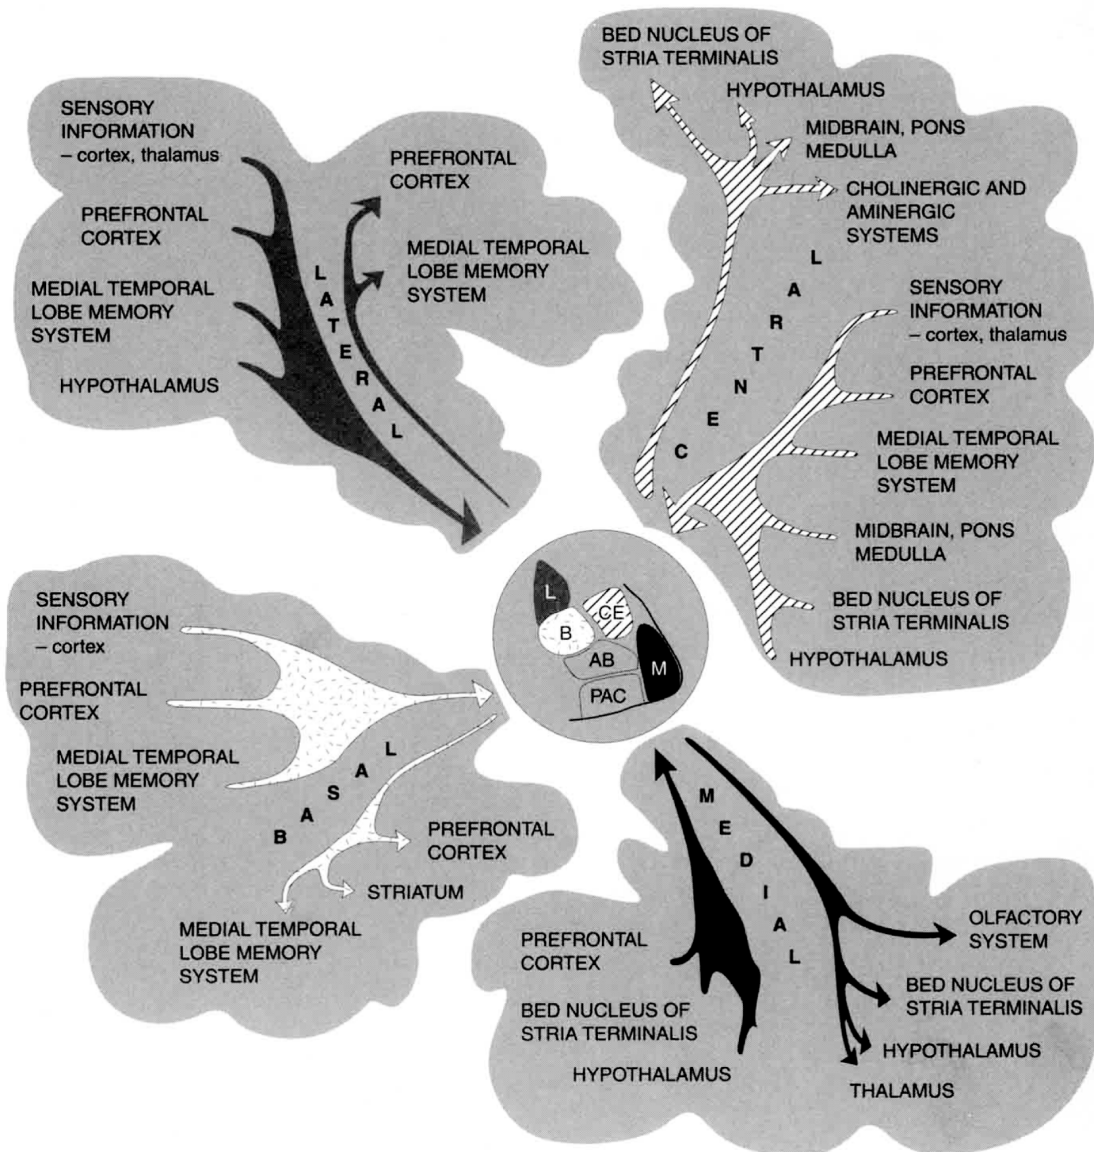 SENSORY
INFORMATION
– cortex, thalamus
PREFRONTAL
CORTEX
MEDIAL TEMPORAL
LOBE MEMORY
SYSTEM
HYPOTHALAMUS
LATERAL
PREFRONTAL
CORTEX
MEDIAL TEMPORAL
LOBE MEMORY
SYSTEM
BED NUCLEUS OF
STRIA TERMINALIS
HYPOTHALAMUS
MIDBRAIN, PONS
MEDULLA
CHOLINERGIC AND
AMINERGIC
SYSTEMS
CENTRAL
SENSORY
INFORMATION
– cortex, thalamus
PREFRONTAL
CORTEX
MEDIAL TEMPORAL
LOBE MEMORY
SYSTEM
MIDBRAIN, PONS
MEDULLA
BED NUCLEUS OF
STRIA TERMINALIS
HYPOTHALAMUS
L
CE
B
AB
M
PAC
SENSORY
INFORMATION
– cortex
PREFRONTAL
CORTEX
MEDIAL TEMPORAL
LOBE MEMORY
SYSTEM
BASAL
PREFRONTAL
CORTEX
STRIATUM
MEDIAL TEMPORAL
LOBE MEMORY
SYSTEM
MEDIAL
PREFRONTAL
CORTEX
BED NUCLEUS OF
STRIA TERMINALIS
HYPOTHALAMUS
OLFACTORY
SYSTEM
BED NUCLEUS OF
STRIA TERMINALIS
HYPOTHALAMUS
THALAMUS